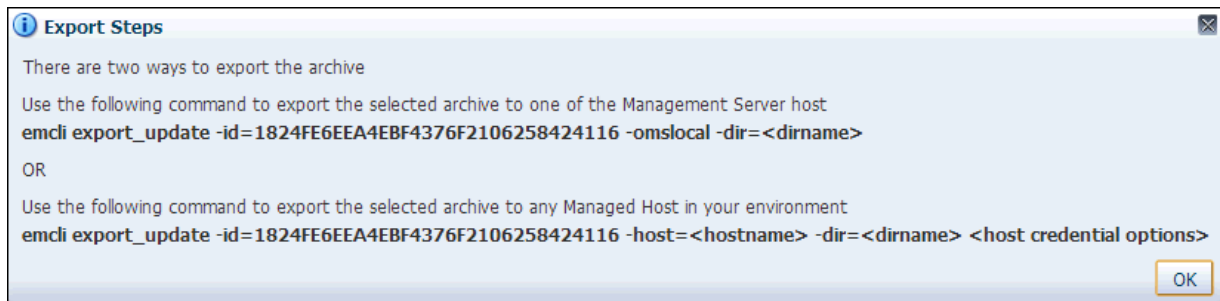 Export Steps
There are two ways to export the archive
Use the following command to export the selected archive to one of the Management Server host
emcli export_update -id=1824FE6EEA4EBF4376F2106258424116 -omslocal -dir=<dirname>
OR
Use the following command to export the selected archive to any Managed Host in your environment
emcli export_update -id=1824FE6EEA4EBF4376F2106258424116 -host=<hostname> -dir=<dirname> <host credential options>
OK